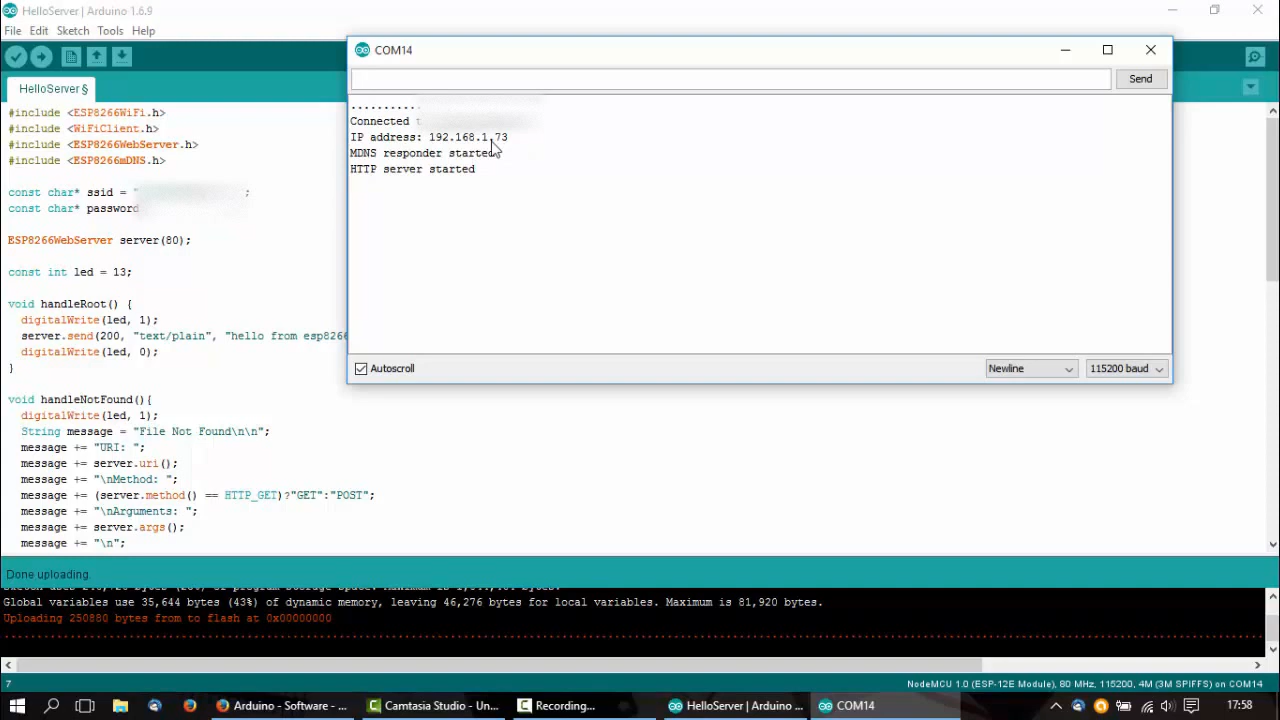 HelloServer | Arduino 1.6.9
File Edit Sketch Tools Help
HelloServer §
#include <ESP8266WiFi.h>
#include <WiFiClient.h>
#include <ESP8266WebServer.h>
#include <ESP8266mDNS.h>
const char* ssid = " ;
const char* password
ESP8266WebServer server(80);
const int led = 13;
void handleRoot() {
digitalWrite(led, 1);
server.send(200, "text/plain", "hello from esp8266
digitalWrite(led, 0);
}
void handleNotFound(){
digitalWrite(led, 1);
String message = "File Not Found\n\n";
message += "URI: ";
message += server.uri();
message += "\nMethod: ";
message += (server.method() == HTTP_GET)?"GET":"POST";
message += "\nArguments: ";
message += server.args();
message += "\n";
COM14
Send
..........
Connected
IP address: 192.168.1.73
MDNS responder started
HTTP server started
Autoscroll
Newline
115200 baud
Done uploading.
Global variables use 35,644 bytes (43%) of dynamic memory, leaving 46,276 bytes for local variables. Maximum is 81,920 bytes.
Uploading 250880 bytes from to flash at 0x00000000
7
NodeMCU 1.0 (ESP-12E Module), 80 MHz, 115200, 4M (3M SPIFFS) on COM14
Arduino - Software - ...
Camtasia Studio - Un...
Recording...
HelloServer | Arduino ...
COM14
17:58